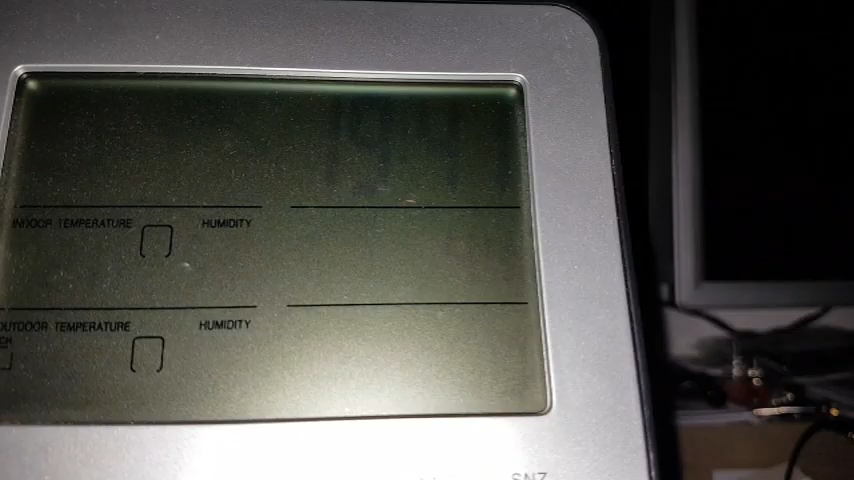 INDOOR TEMPERATURE HUMIDITY
OUTDOOR TEMPERATURE HUMIDITY
CH
SNZ